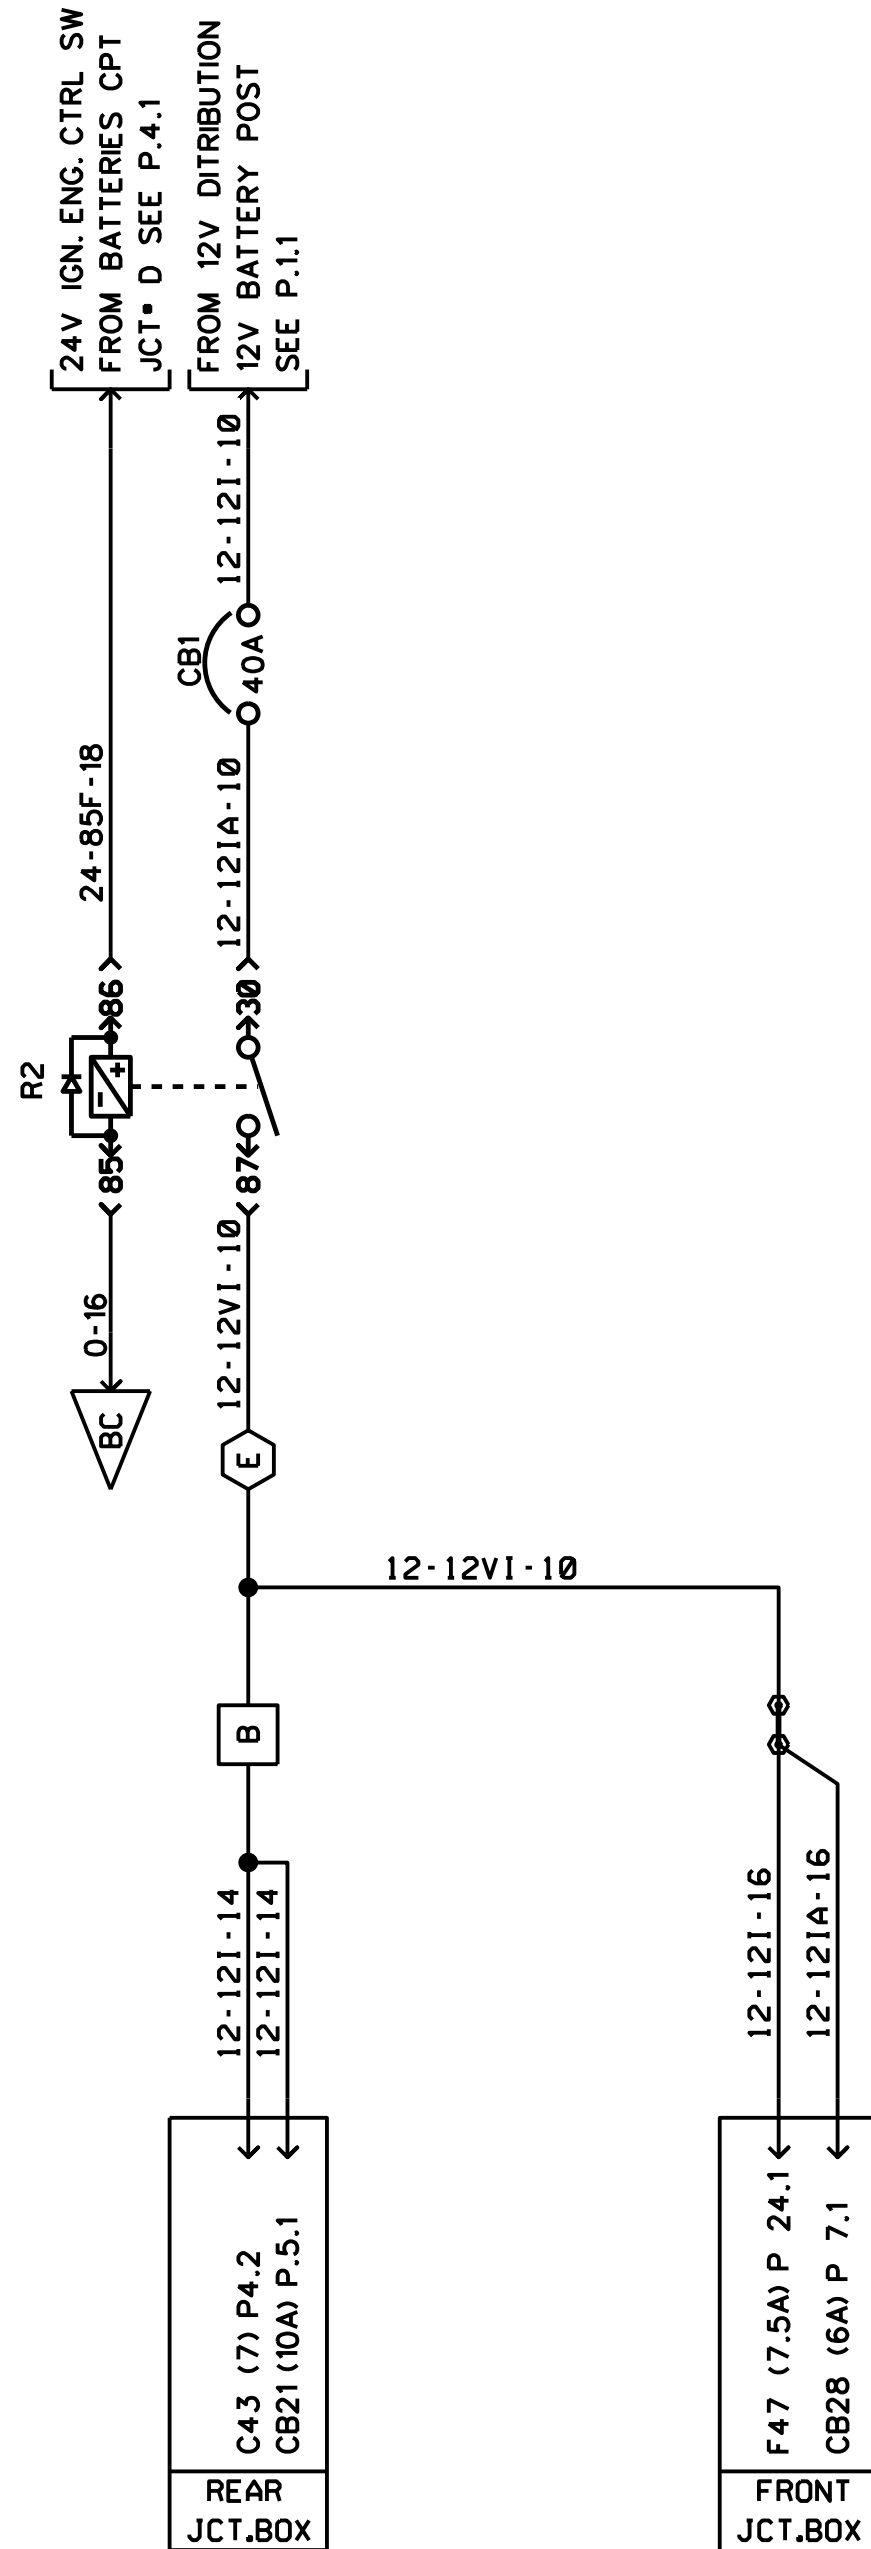 24V IGN. ENG. CTRL SW
FROM BATTERIES CPT
JCT• D SEE P.4.1
FROM 12V DITRIBUTION
12V BATTERY POST
SEE P.1.1
12-12I-10
CB1
40A
24-85F-18
12-12IA-10
86
30
R2
+
-
85
87
0-16
12-12VI-10
BC
E
12-12VI-10
B
12-12I-14
12-12I-14
12-12I-16
12-12IA-16
C43 (7) P4.2
CB21 (10A) P.5.1
F47 (7.5A) P 24.1
CB28 (6A) P 7.1
REAR
JCT.BOX
FRONT
JCT.BOX